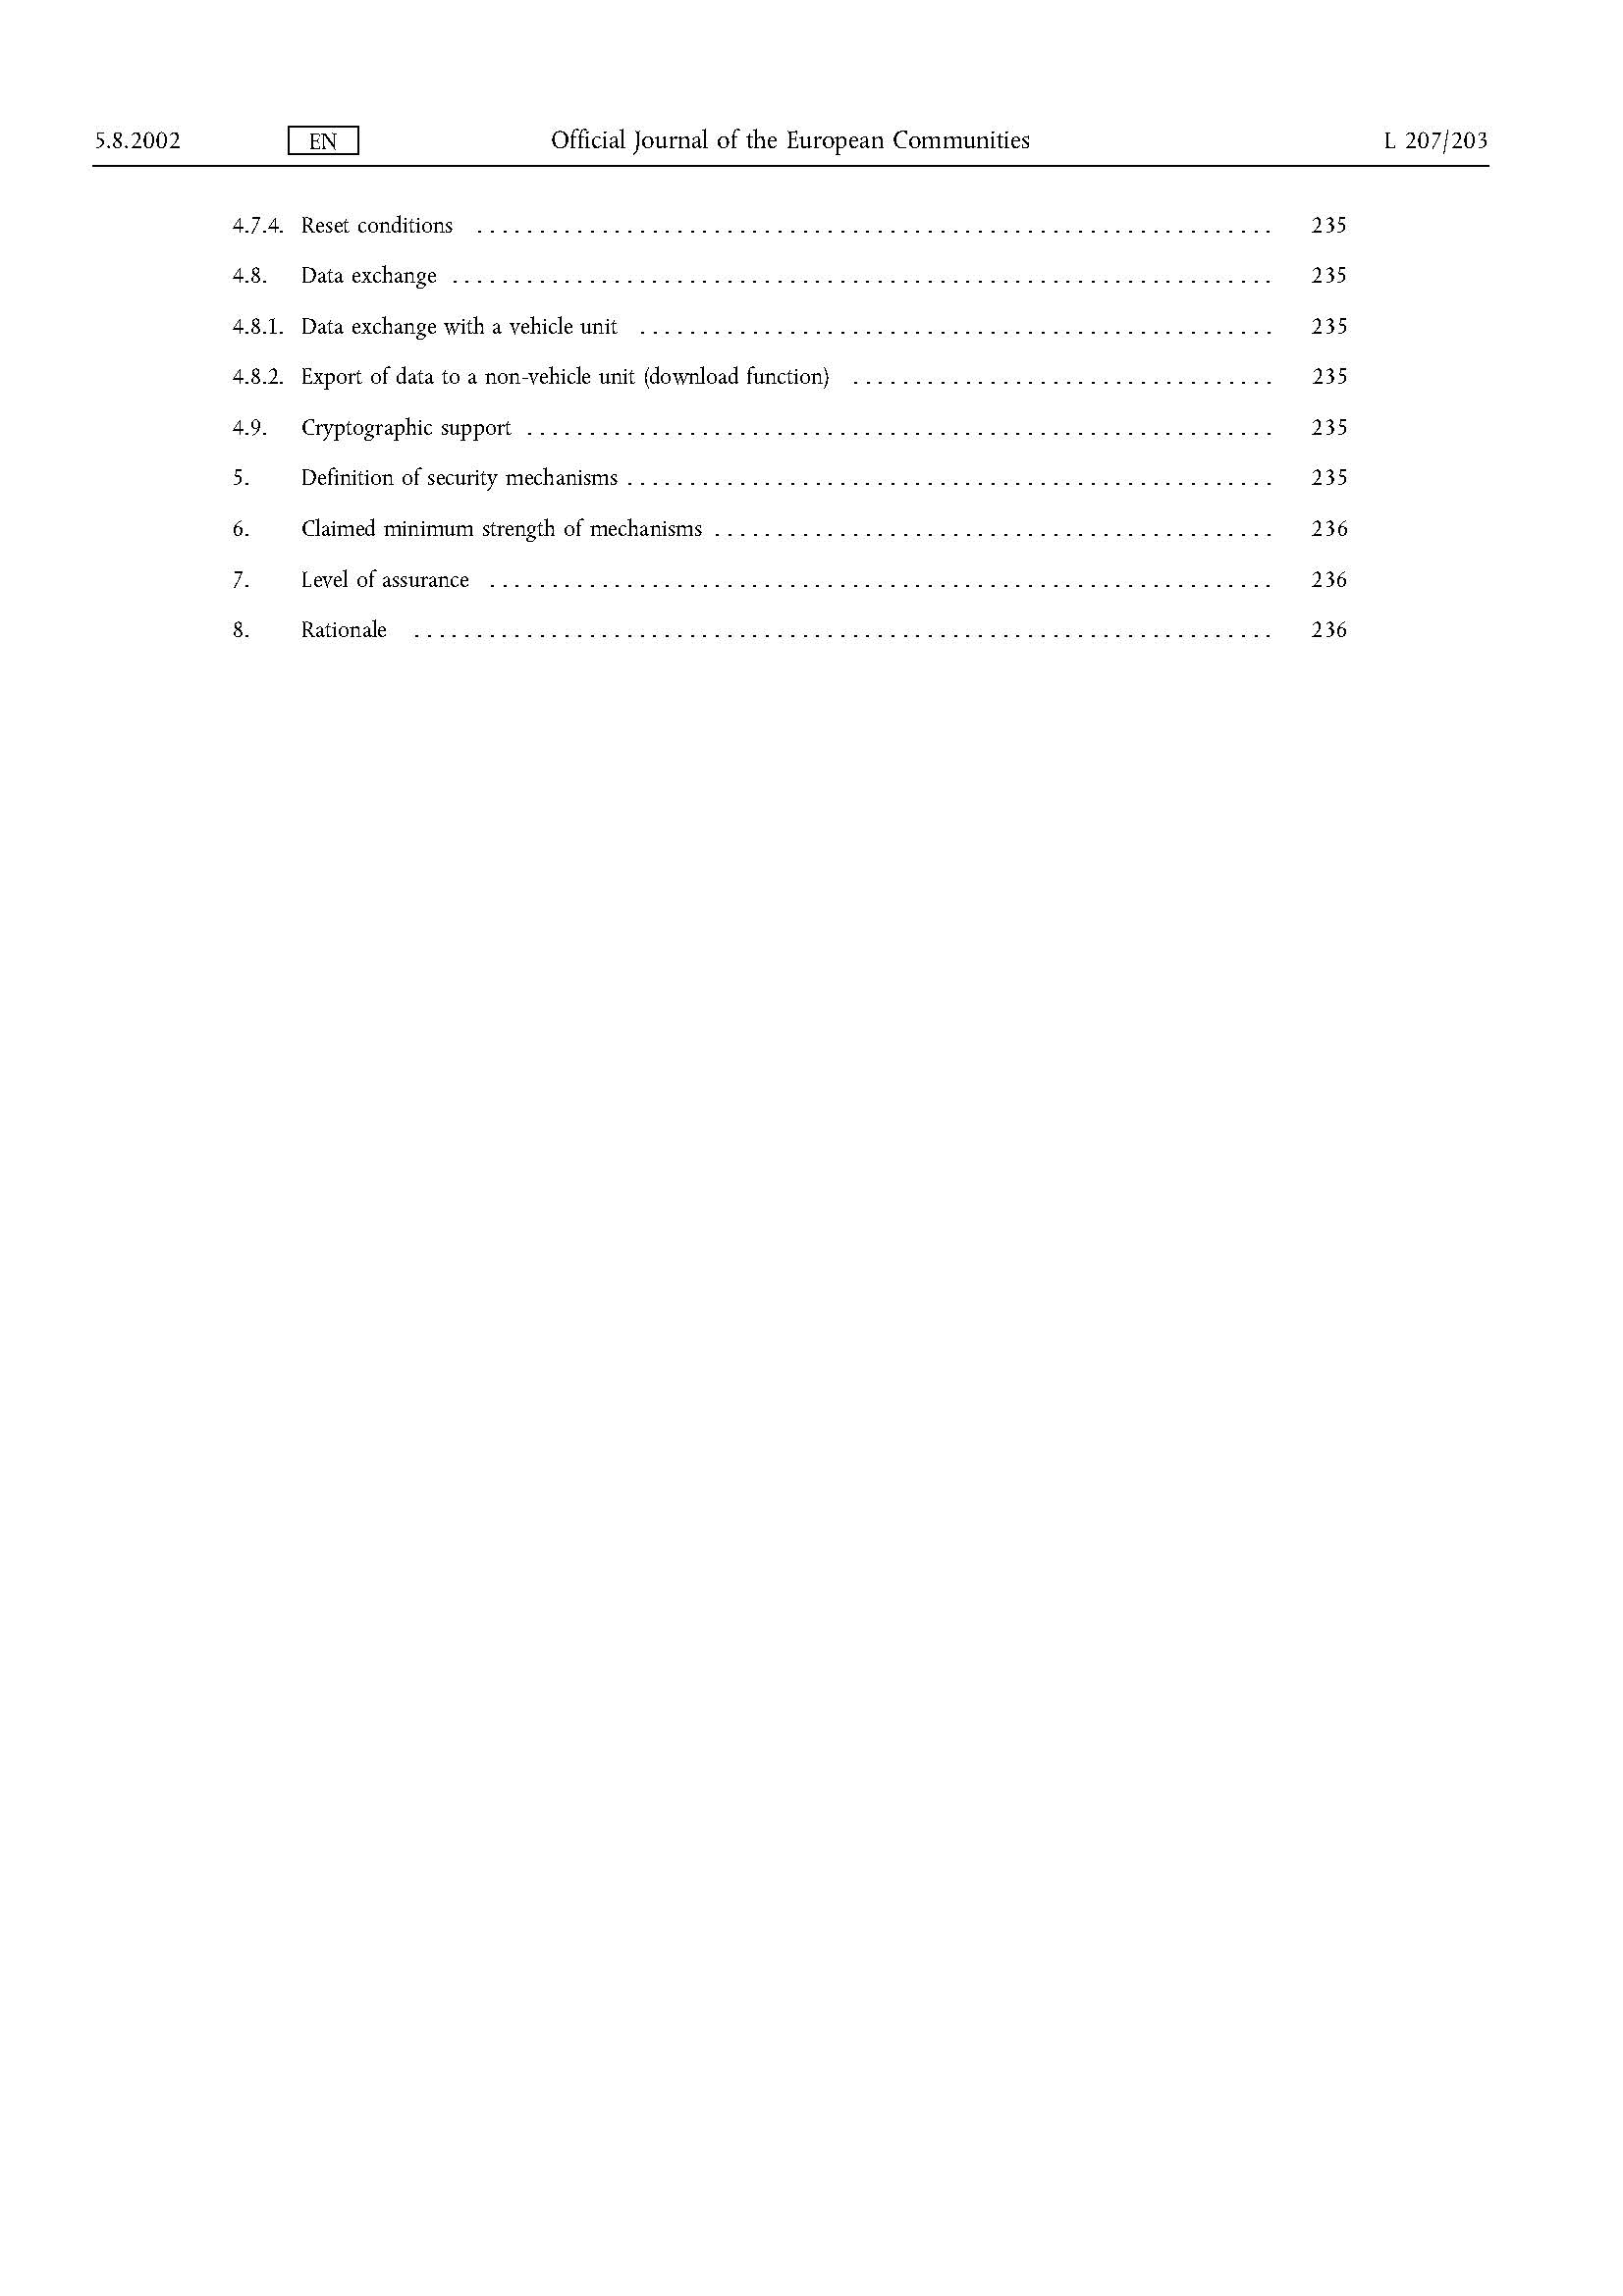 5.8.2002 EN Official Journal of the European Communities L 207/203
4.7.4. Reset conditions . . . . . . . . . . . . . . . . . . . . . . . . . . . . . . . . . . . . . . . . . . . . . . . . . . . . . . . . . . . . . . . . 235
4.8. Data exchange . . . . . . . . . . . . . . . . . . . . . . . . . . . . . . . . . . . . . . . . . . . . . . . . . . . . . . . . . . . . . . . . . . 235
4.8.1. Data exchange with a vehicle unit . . . . . . . . . . . . . . . . . . . . . . . . . . . . . . . . . . . . . . . . . . . . . . . . . . . 235
4.8.2. Export of data to a non-vehicle unit (download function) . . . . . . . . . . . . . . . . . . . . . . . . . . . . . . . . . . 235
4.9. Cryptographic support . . . . . . . . . . . . . . . . . . . . . . . . . . . . . . . . . . . . . . . . . . . . . . . . . . . . . . . . . . . . 235
5. Definition of security mechanisms . . . . . . . . . . . . . . . . . . . . . . . . . . . . . . . . . . . . . . . . . . . . . . . . . . . . 235
6. Claimed minimum strength of mechanisms . . . . . . . . . . . . . . . . . . . . . . . . . . . . . . . . . . . . . . . . . . . . . 236
7. Level of assurance . . . . . . . . . . . . . . . . . . . . . . . . . . . . . . . . . . . . . . . . . . . . . . . . . . . . . . . . . . . . . . . 236
8. Rationale . . . . . . . . . . . . . . . . . . . . . . . . . . . . . . . . . . . . . . . . . . . . . . . . . . . . . . . . . . . . . . . . . . . . . 236